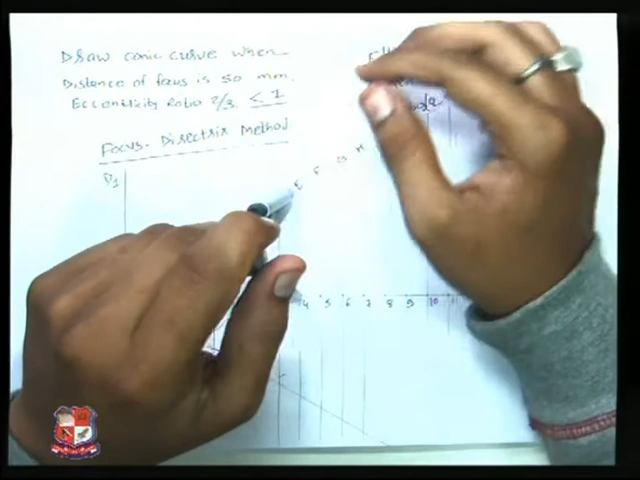 Draw conic curve when
Distance of focus is 50 mm.
Eccentricity Ratio 2/3. ≤ 1
Focus-Directrix Method
D1
E F G H
4 5 6 7 8 9 10 11